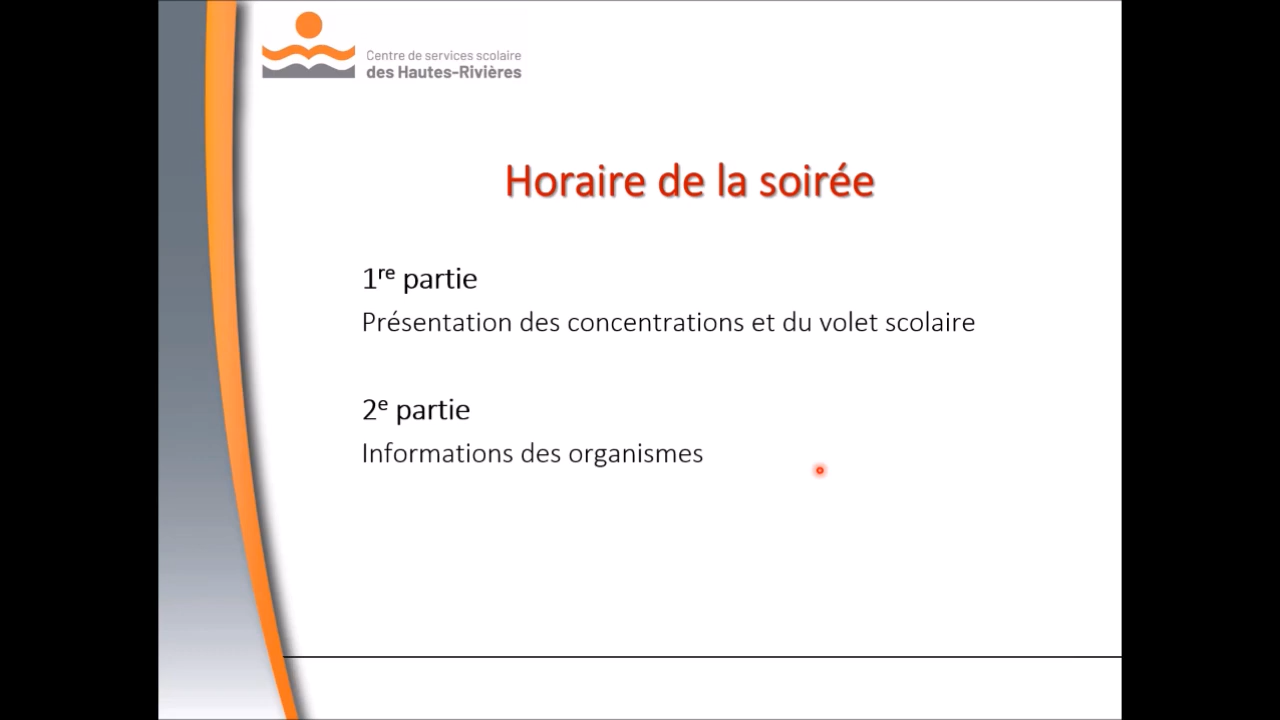 Centre de services scolaire
des Hautes-Rivières
Horaire de la soirée
1re partie
Présentation des concentrations et du volet scolaire
2e partie
Informations des organismes